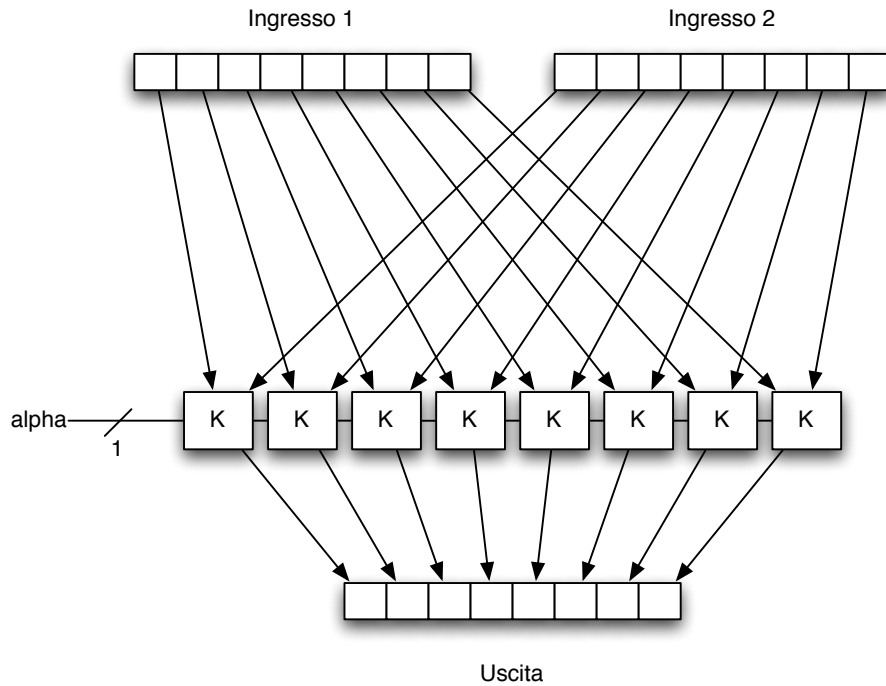 Ingresso 1
Ingresso 2
alpha
1
K K K K K K K K
Uscita